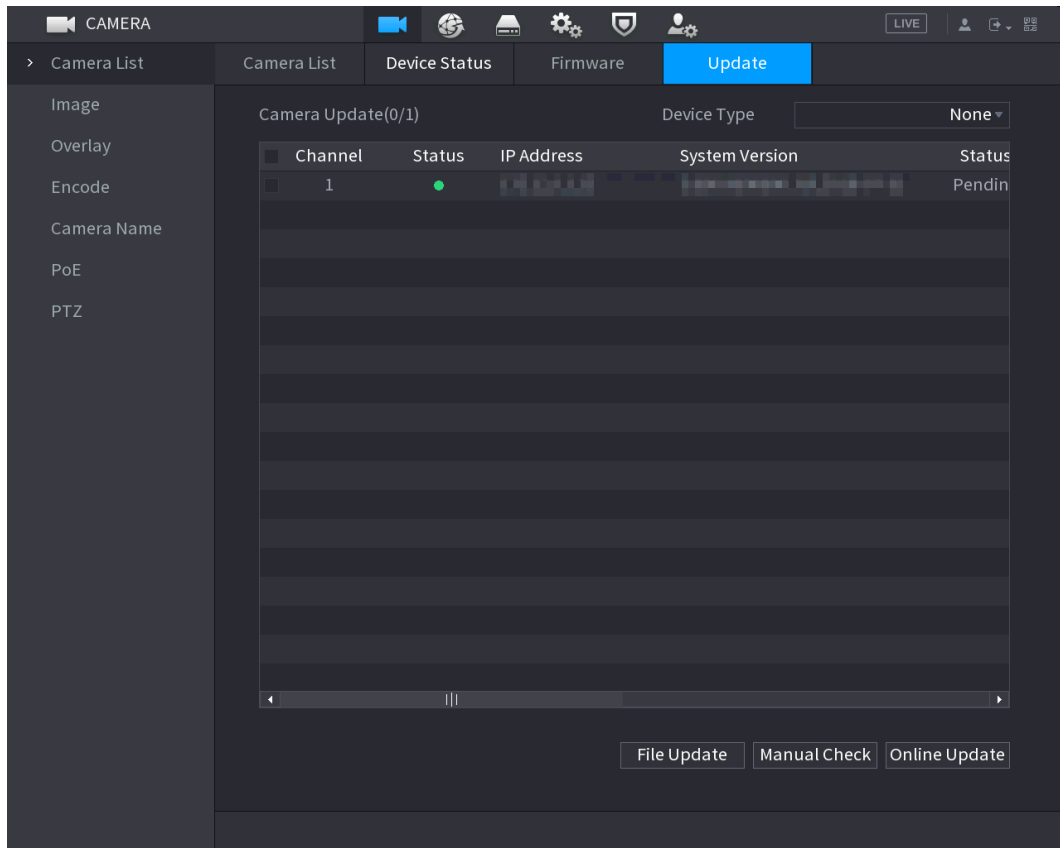 CAMERA
LIVE
Camera List
Image
Overlay
Encode
Camera Name
PoE
PTZ
Camera List Device Status Firmware Update
Camera Update(0/1) Device Type None
Channel Status IP Address System Version Status
1 Pendin
File Update Manual Check Online Update